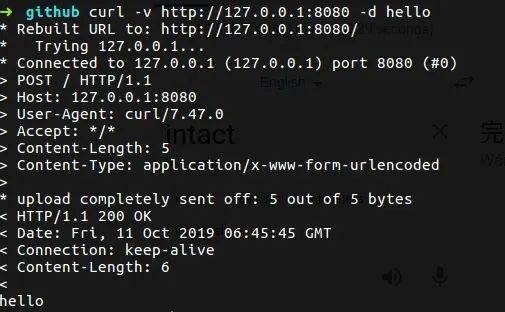 ➜ github curl -v http://127.0.0.1:8080 -d hello
* Rebuilt URL to: http://127.0.0.1:8080/
*   Trying 127.0.0.1...
* Connected to 127.0.0.1 (127.0.0.1) port 8080 (#0)
English
> POST / HTTP/1.1
> Host: 127.0.0.1:8080
> User-Agent: curl/7.47.0
> Accept: */*
intact
完
> Content-Length: 5
> Content-Type: application/x-www-form-urlencoded
>
* upload completely sent off: 5 out of 5 bytes
< HTTP/1.1 200 OK
< Date: Fri, 11 Oct 2019 06:45:45 GMT
< Connection: keep-alive
< Content-Length: 6
<
hello